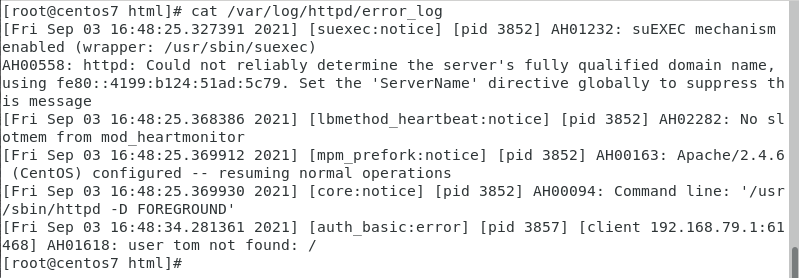 [root@centos7 html]# cat /var/log/httpd/error_log
[Fri Sep 03 16:48:25.327391 2021] [suexec:notice] [pid 3852] AH01232: suEXEC mechanism
enabled (wrapper: /usr/sbin/suexec)
AH00558: httpd: Could not reliably determine the server's fully qualified domain name,
using fe80::4199:b124:51ad:5c79. Set the 'ServerName' directive globally to suppress th
is message
[Fri Sep 03 16:48:25.368386 2021] [lbmethod_heartbeat:notice] [pid 3852] AH02282: No sl
otmem from mod_heartmonitor
[Fri Sep 03 16:48:25.369912 2021] [mpm_prefork:notice] [pid 3852] AH00163: Apache/2.4.6
 (CentOS) configured -- resuming normal operations
[Fri Sep 03 16:48:25.369930 2021] [core:notice] [pid 3852] AH00094: Command line: '/usr
/sbin/httpd -D FOREGROUND'
[Fri Sep 03 16:48:34.281361 2021] [auth_basic:error] [pid 3857] [client 192.168.79.1:61
468] AH01618: user tom not found: /
[root@centos7 html]#